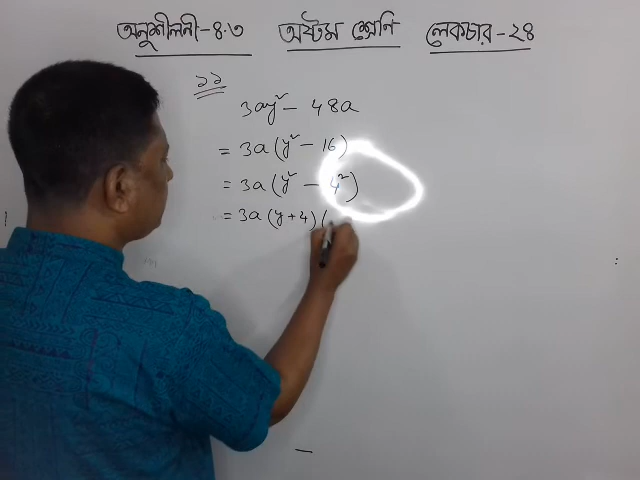 অনুশীলনী-৪.৩ অষ্টম শ্রেণি লেকচার-২৪
১১
3ay² - 48a
= 3a(y² - 16)
= 3a(y² - 4²)
= 3a(y+4)(